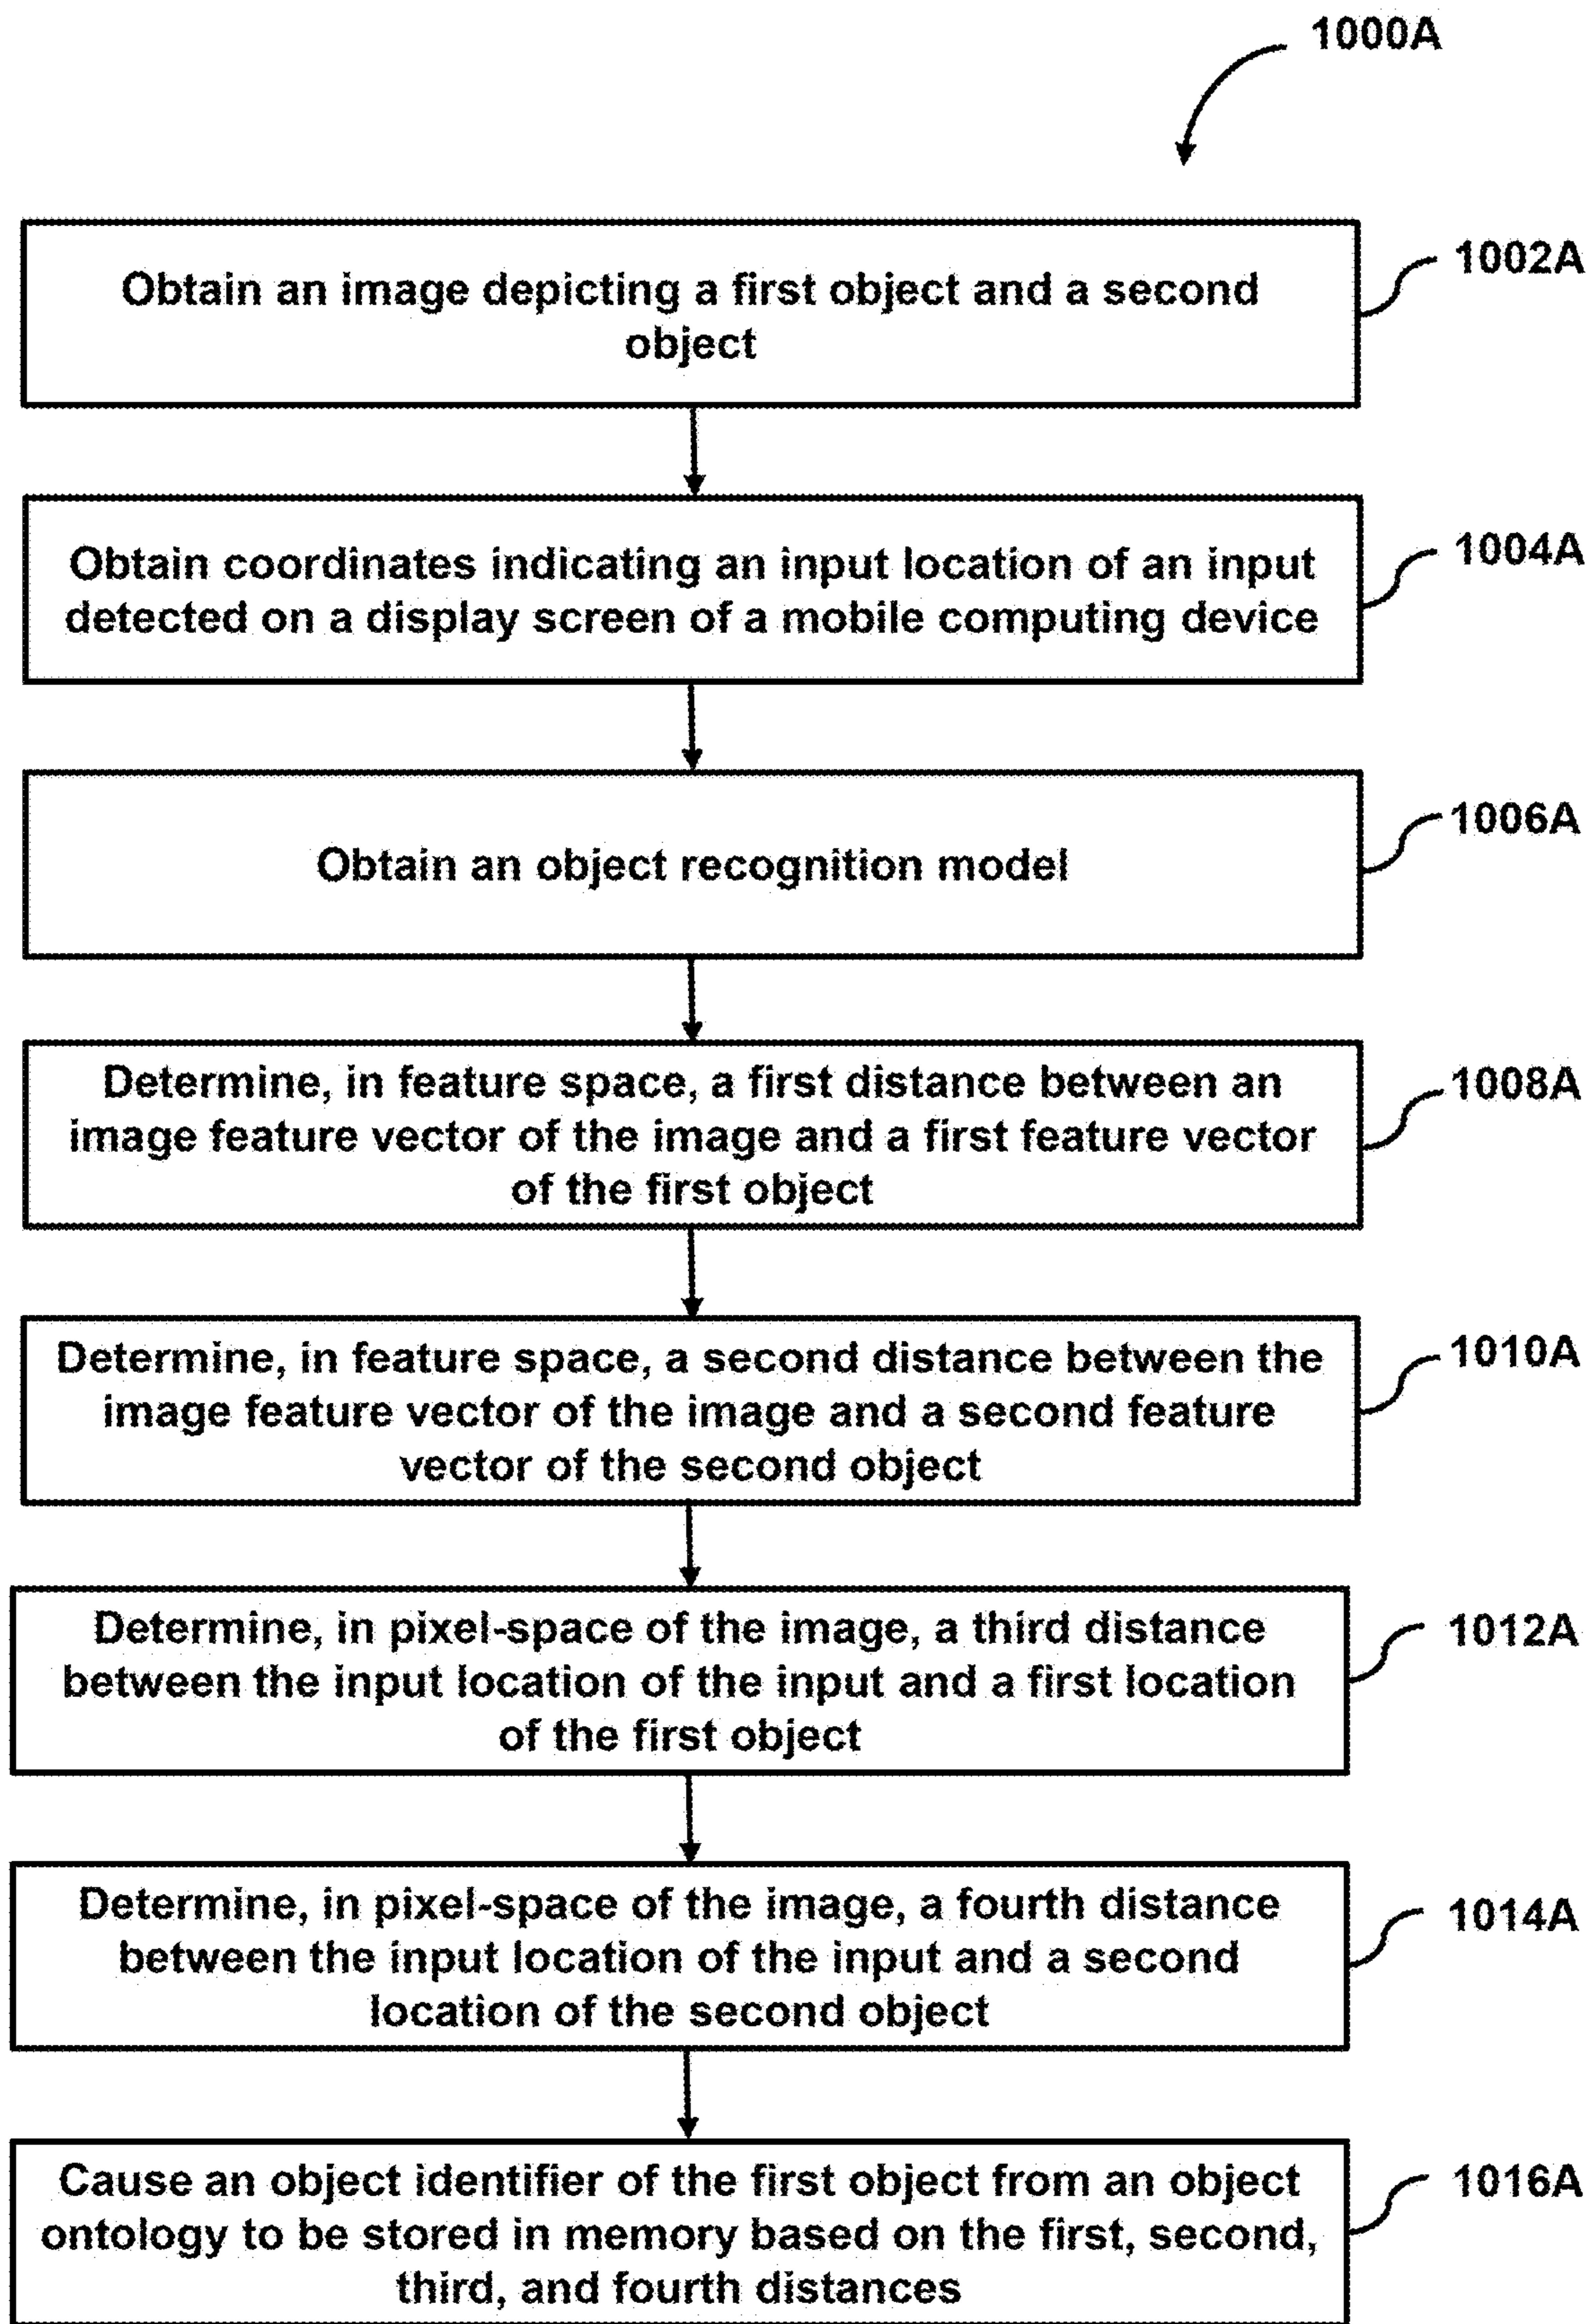 1000A
Obtain an image depicting a first object and a second
object
1002A
Obtain coordinates indicating an input location of an input
detected on a display screen of a mobile computing device
1004A
Obtain an object recognition model
1006A
Determine, in feature space, a first distance between an
image feature vector of the image and a first feature vector
of the first object
1008A
Determine, in feature space, a second distance between the
image feature vector of the image and a second feature
vector of the second object
1010A
Determine, in pixel-space of the image, a third distance
between the input location of the input and a first location
of the first object
1012A
Determine, in pixel-space of the image, a fourth distance
between the input location of the input and a second
location of the second object
1014A
Cause an object identifier of the first object from an object
ontology to be stored in memory based on the first, second,
third, and fourth distances
1016A